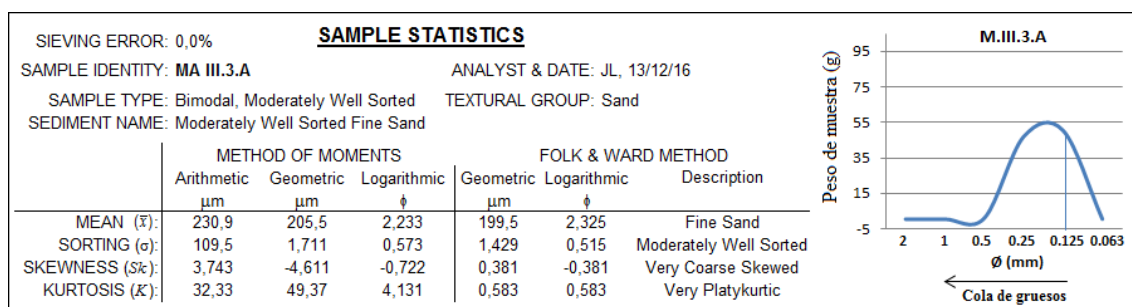 SAMPLE STATISTICS
SIEVING ERROR: 0,0%
SAMPLE IDENTITY: MA III.3.A ANALYST & DATE: JL, 13/12/16
SAMPLE TYPE: Bimodal, Moderately Well Sorted TEXTURAL GROUP: Sand
SEDIMENT NAME: Moderately Well Sorted Fine Sand
METHOD OF MOMENTS FOLK & WARD METHOD
Arithmetic Geometric Logarithmic Geometric Logarithmic Description
μm μm ϕ μm ϕ
MEAN (x̄): 230,9 205,5 2,233 199,5 2,325 Fine Sand
SORTING (σ): 109,5 1,711 0,573 1,429 0,515 Moderately Well Sorted
SKEWNESS (Sk): 3,743 -4,611 -0,722 0,381 -0,381 Very Coarse Skewed
KURTOSIS (K): 32,33 49,37 4,131 0,583 0,583 Very Platykurtic
M.III.3.A
Peso de muestra (g)
95
75
55
35
15
-5
2 1 0.5 0.25 0.125 0.063
Ø (mm)
Cola de gruesos